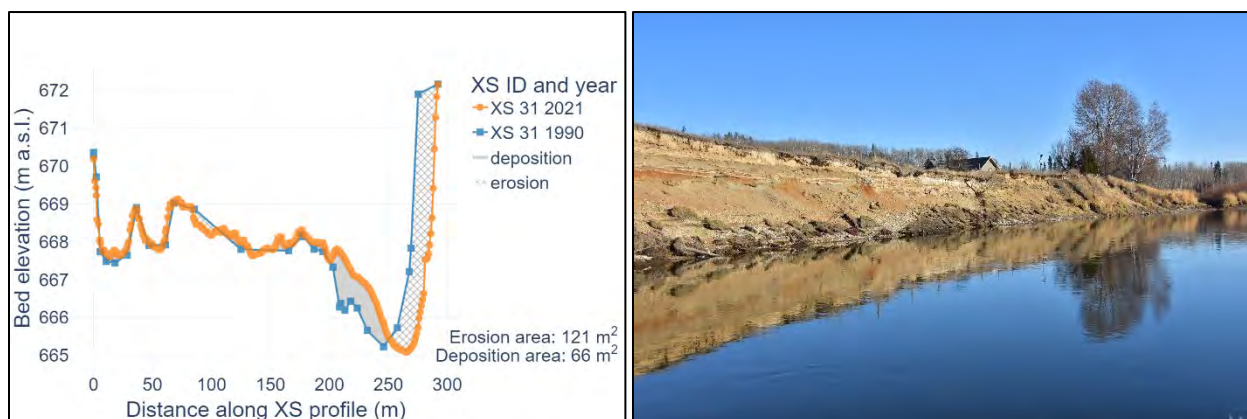 XS ID and year
XS 31 2021
XS 31 1990
deposition
erosion
Bed elevation (m a.s.l.)
672
671
670
669
668
667
666
665
Erosion area: 121 m²
Deposition area: 66 m²
0 50 100 150 200 250 300
Distance along XS profile (m)